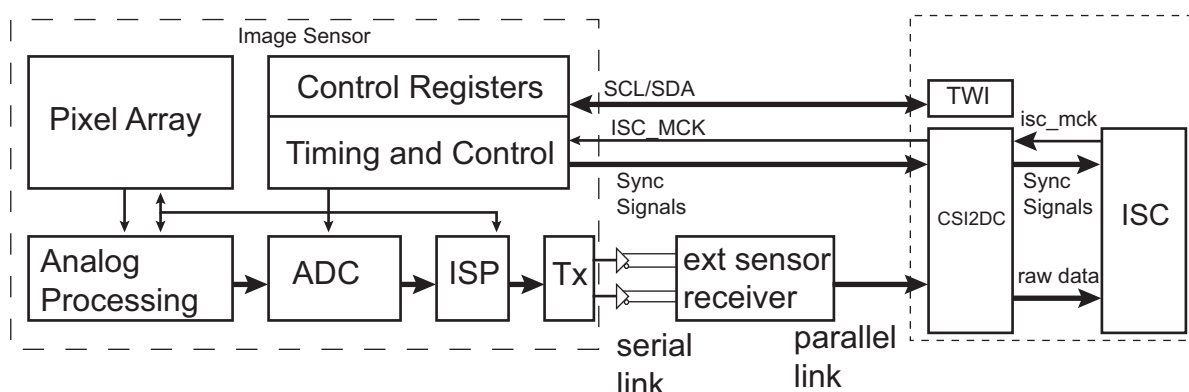 Image Sensor
Pixel Array
Control Registers
Timing and Control
SCL/SDA
TWI
ISC_MCK
isc_mck
Sync
Signals
CSI2DC
Sync
Signals
ISC
Analog
Processing
ADC
ISP
Tx
ext sensor
receiver
raw data
serial
link
parallel
link